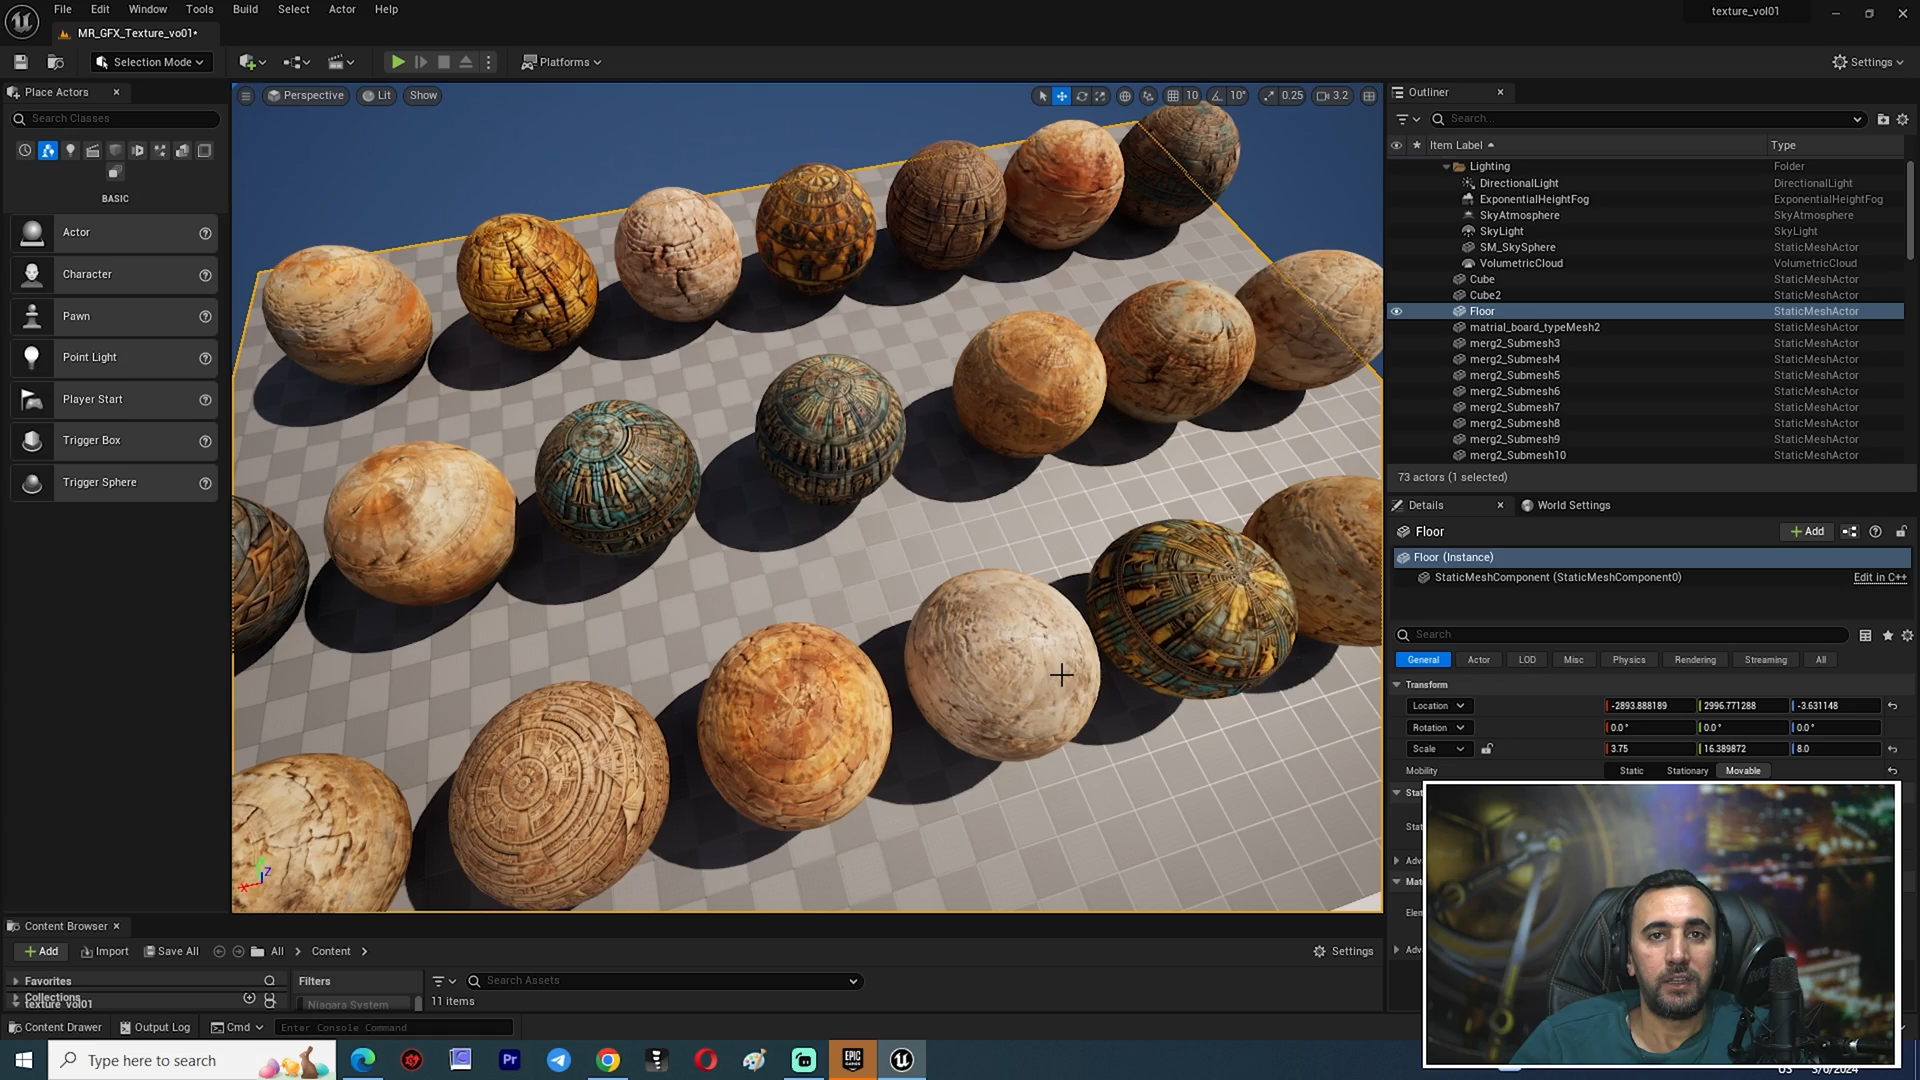 File Edit Window Tools Build Select Actor Help
texture_vol01
MR_GFX_Texture_vo01*
Selection Mode
Platforms
Settings
Place Actors
Search Classes
BASIC
Actor
Character
Pawn
Point Light
Player Start
Trigger Box
Trigger Sphere
Perspective Lit Show
10 10° 0.25 3.2
Outliner
Search...
Item Label Type
Lighting Folder
DirectionalLight DirectionalLight
ExponentialHeightFog ExponentialHeightFog
SkyAtmosphere SkyAtmosphere
SkyLight SkyLight
SM_SkySphere StaticMeshActor
VolumetricCloud VolumetricCloud
Cube StaticMeshActor
Cube2 StaticMeshActor
Floor StaticMeshActor
matrial_board_typeMesh2 StaticMeshActor
merg2_Submesh3 StaticMeshActor
merg2_Submesh4 StaticMeshActor
merg2_Submesh5 StaticMeshActor
merg2_Submesh6 StaticMeshActor
merg2_Submesh7 StaticMeshActor
merg2_Submesh8 StaticMeshActor
merg2_Submesh9 StaticMeshActor
merg2_Submesh10 StaticMeshActor
73 actors (1 selected)
Details World Settings
Floor Add
Floor (Instance)
StaticMeshComponent (StaticMeshComponent0) Edit in C++
Search
General Actor LOD Misc Physics Rendering Streaming All
Transform
Location -2893.888189 2996.771288 -3.631148
Rotation 0.0° 0.0° 0.0°
Scale 3.75 16.389872 8.0
Mobility Static Stationary Movable
Content Browser
Add Import Save All All Content Settings
Favorites
Filters
Search Assets
Collections
texture_vol01
Niagara System
11 items
Content Drawer Output Log Cmd Enter Console Command
Type here to search
Pr
EPIC GAMES
3/6/2024